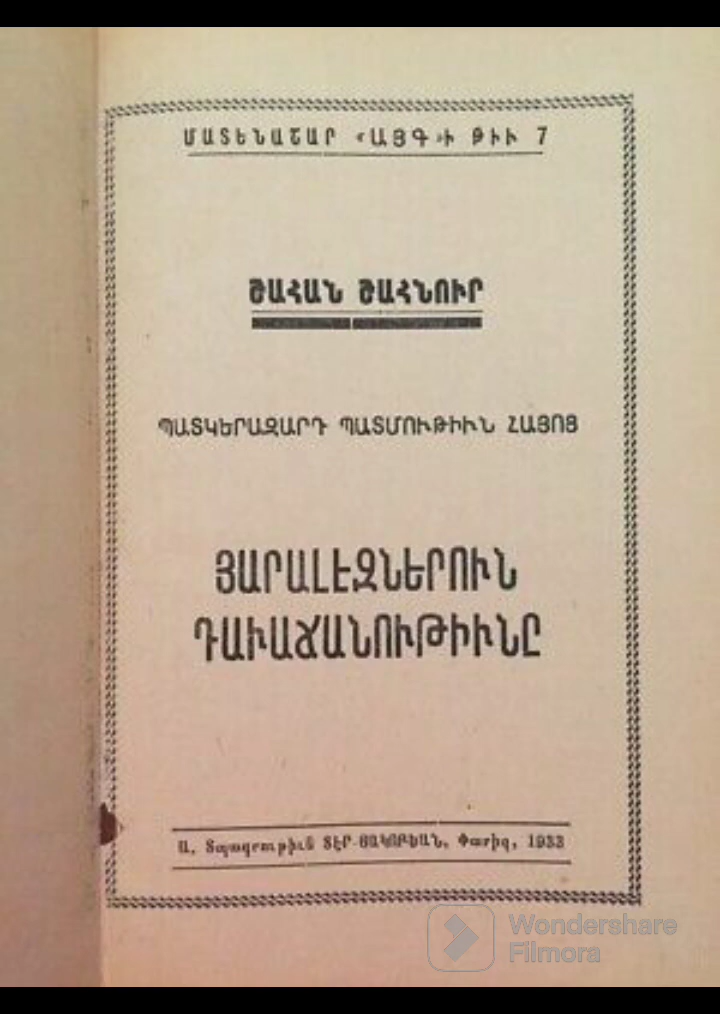 ՄԱՏԵՆԱՇԱՐ «ԱՅԳ»Ի ԹԻՒ 7
ՇԱՀԱՆ ՇԱՀՆՈՒՐ
ՊԱՏԿԵՐԱԶԱՐԴ ՊԱՏՄՈՒԹԻՒՆ ՀԱՅՈՑ
ՅԱՐԱԼԷԶՆԵՐՈՒՆ
ԴԱՒԱՃԱՆՈՒԹԻՒՆԸ
Ա. Տպագրութիւն ՏԷՐ-ՅԱԿՈԲԵԱՆ, Փարիզ, 1933
Wondershare
Filmora